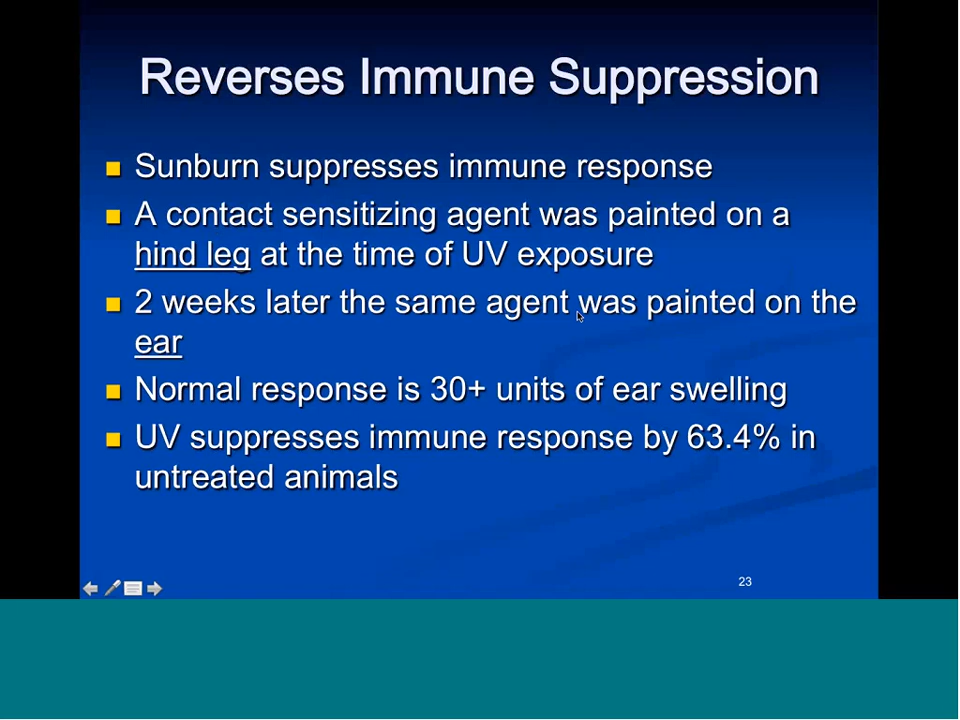 Reverses Immune Suppression
Sunburn suppresses immune response
A contact sensitizing agent was painted on a
hind leg at the time of UV exposure
2 weeks later the same agent was painted on the
ear
Normal response is 30+ units of ear swelling
UV suppresses immune response by 63.4% in
untreated animals
23